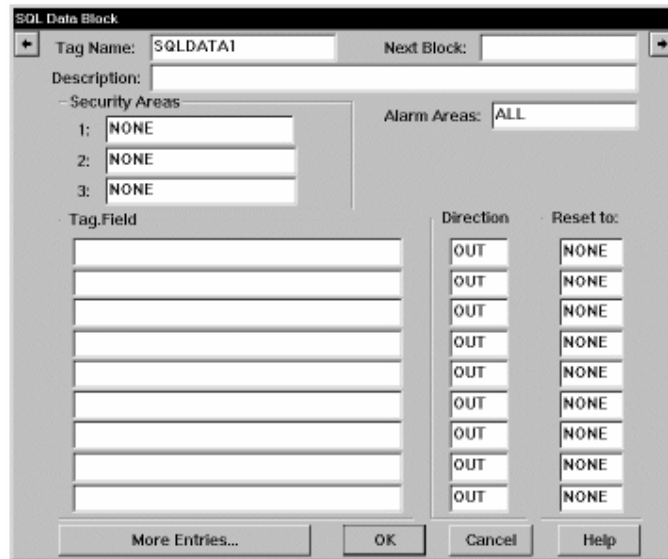 SQL Data Block
Tag Name: SQLDATA1 Next Block:
Description:
Security Areas
Alarm Areas: ALL
1: NONE
2: NONE
3: NONE
Tag.Field Direction Reset to:
OUT NONE
OUT NONE
OUT NONE
OUT NONE
OUT NONE
OUT NONE
OUT NONE
OUT NONE
OUT NONE
More Entries... OK Cancel Help